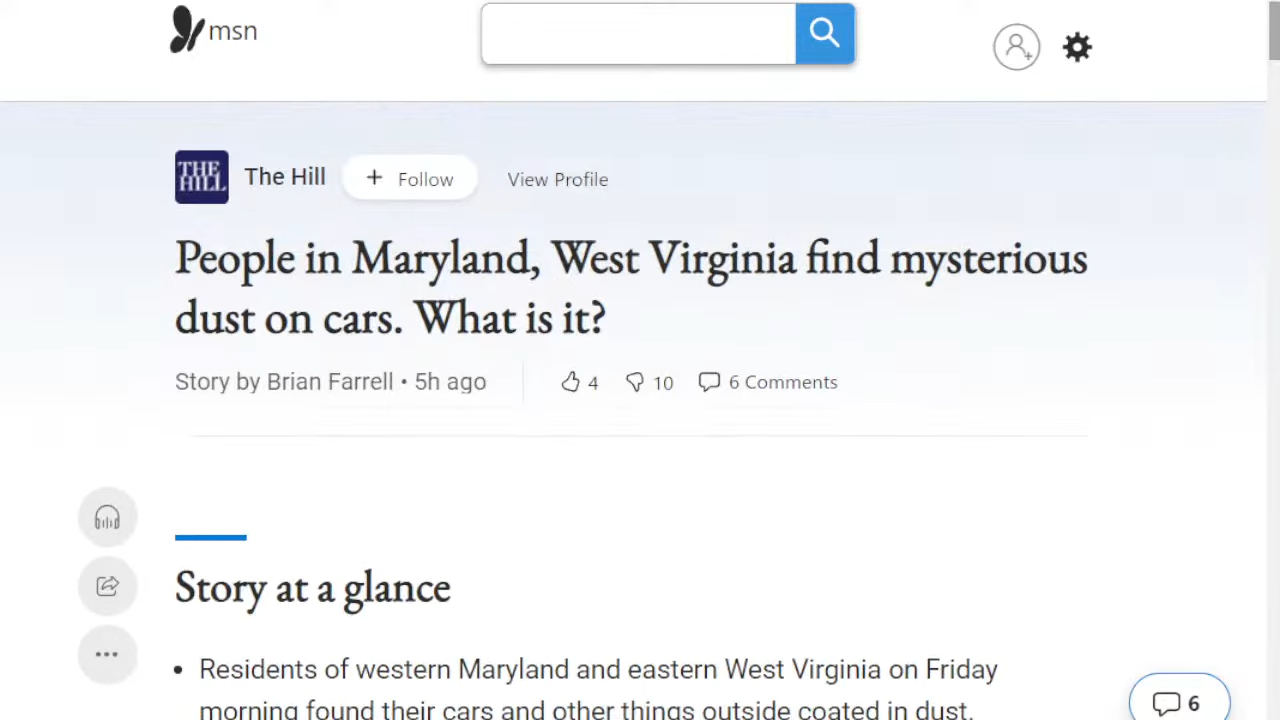 msn
THE
HILL
The Hill
+ Follow
View Profile
People in Maryland, West Virginia find mysterious
dust on cars. What is it?
Story by Brian Farrell • 5h ago
4
10
6 Comments
Story at a glance
• Residents of western Maryland and eastern West Virginia on Friday
morning found their cars and other things outside coated in dust.
6